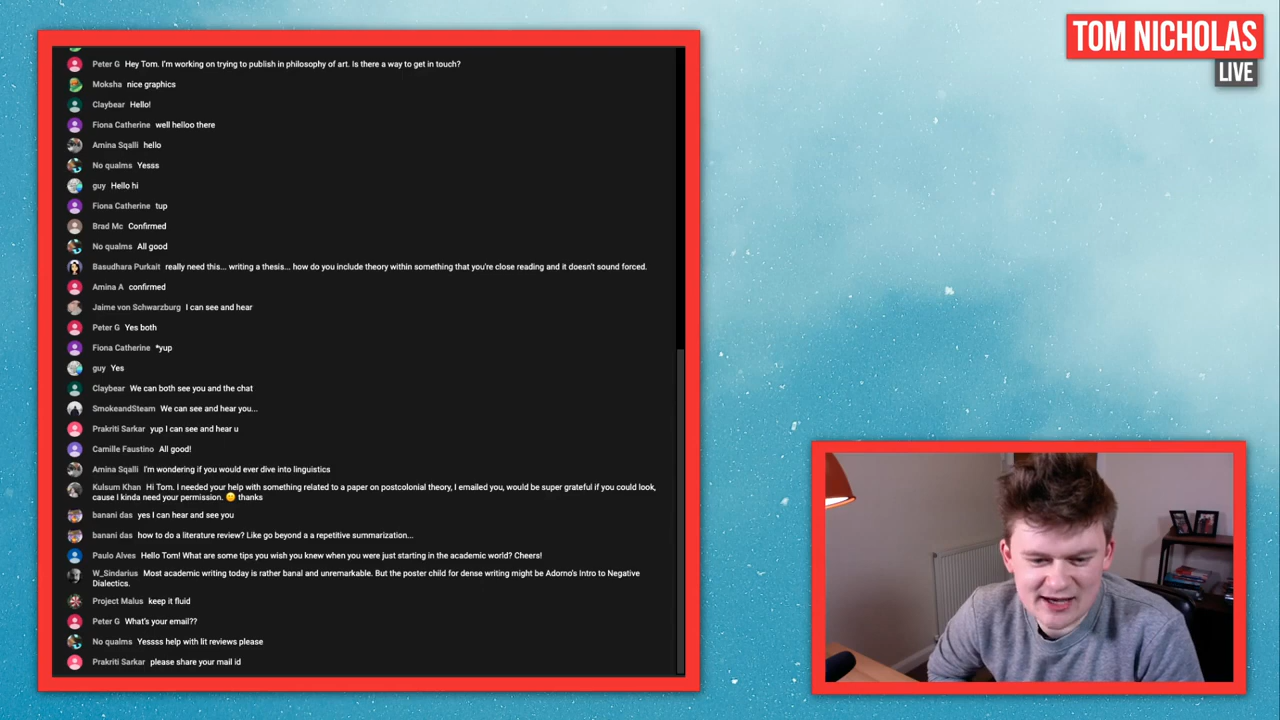 TOM NICHOLAS
LIVE
Peter G Hey Tom. I'm working on trying to publish in philosophy of art. Is there a way to get in touch?
Moksha nice graphics
Claybear Hello!
Fiona Catherine well helloo there
Amina Sqalli hello
No qualms Yesss
guy Hello hi
Fiona Catherine tup
Brad Mc Confirmed
No qualms All good
Basudhara Purkait really need this... writing a thesis... how do you include theory within something that you're close reading and it doesn't sound forced.
Amina A confirmed
Jaime von Schwarzburg I can see and hear
Peter G Yes both
Fiona Catherine *yup
guy Yes
Claybear We can both see you and the chat
SmokeandSteam We can see and hear you...
Prakriti Sarkar yup I can see and hear u
Camille Faustino All good!
Amina Sqalli I'm wondering if you would ever dive into linguistics
Kulsum Khan Hi Tom. I needed your help with something related to a paper on postcolonial theory, I emailed you, would be super grateful if you could look,
cause I kinda need your permission. 😐 thanks
banani das yes I can hear and see you
banani das how to do a literature review? Like go beyond a a repetitive summarization...
Paulo Alves Hello Tom! What are some tips you wish you knew when you were just starting in the academic world? Cheers!
W_Sindarius Most academic writing today is rather banal and unremarkable. But the poster child for dense writing might be Adorno's Intro to Negative
Dialectics.
Project Malus keep it fluid
Peter G What's your email??
No qualms Yessss help with lit reviews please
Prakriti Sarkar please share your mail id